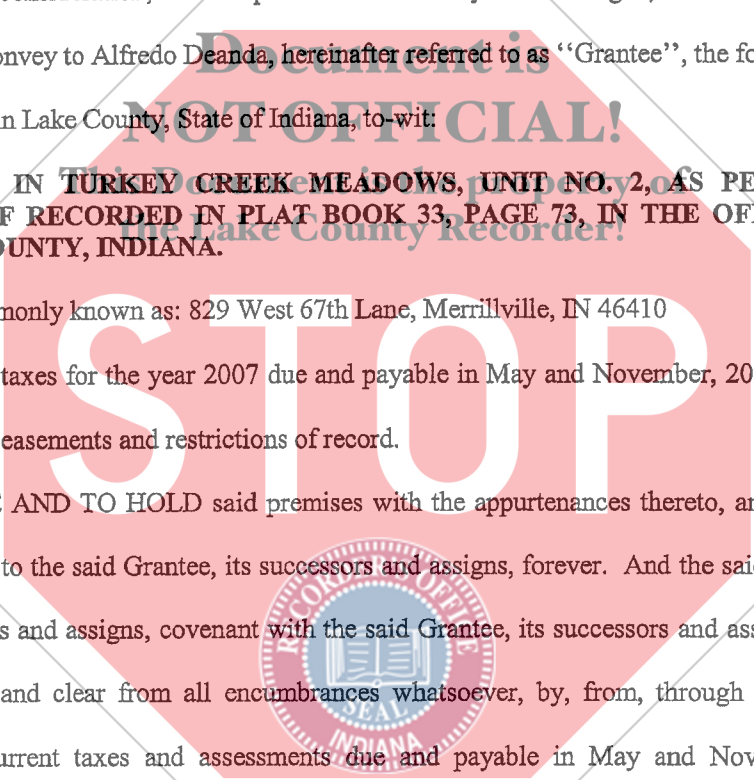 onvey to Alfredo Deanda, hereinafter referred to as “Grantee”, the fo
Document is
n Lake County, State of Indiana, to-wit:
NOT OFFICIAL!
IN TURKEY CREEK MEADOWS, UNIT NO. 2, AS PE
This Document is the property of
F RECORDED IN PLAT BOOK 33, PAGE 73, IN THE OF
the Lake County Recorder!
OUNTY, INDIANA.
monly known as: 829 West 67th Lane, Merrillville, IN 46410
taxes for the year 2007 due and payable in May and November, 20
STOP
easements and restrictions of record.
AND TO HOLD said premises with the appurtenances thereto, an
to the said Grantee, its successors and assigns, forever. And the said
s and assigns, covenant with the said Grantee, its successors and ass
RECORDER'S OFFICE
and clear from all encumbrances whatsoever, by, from, through
SEAL
INDIANA
urrent taxes and assessments due and payable in May and Nov